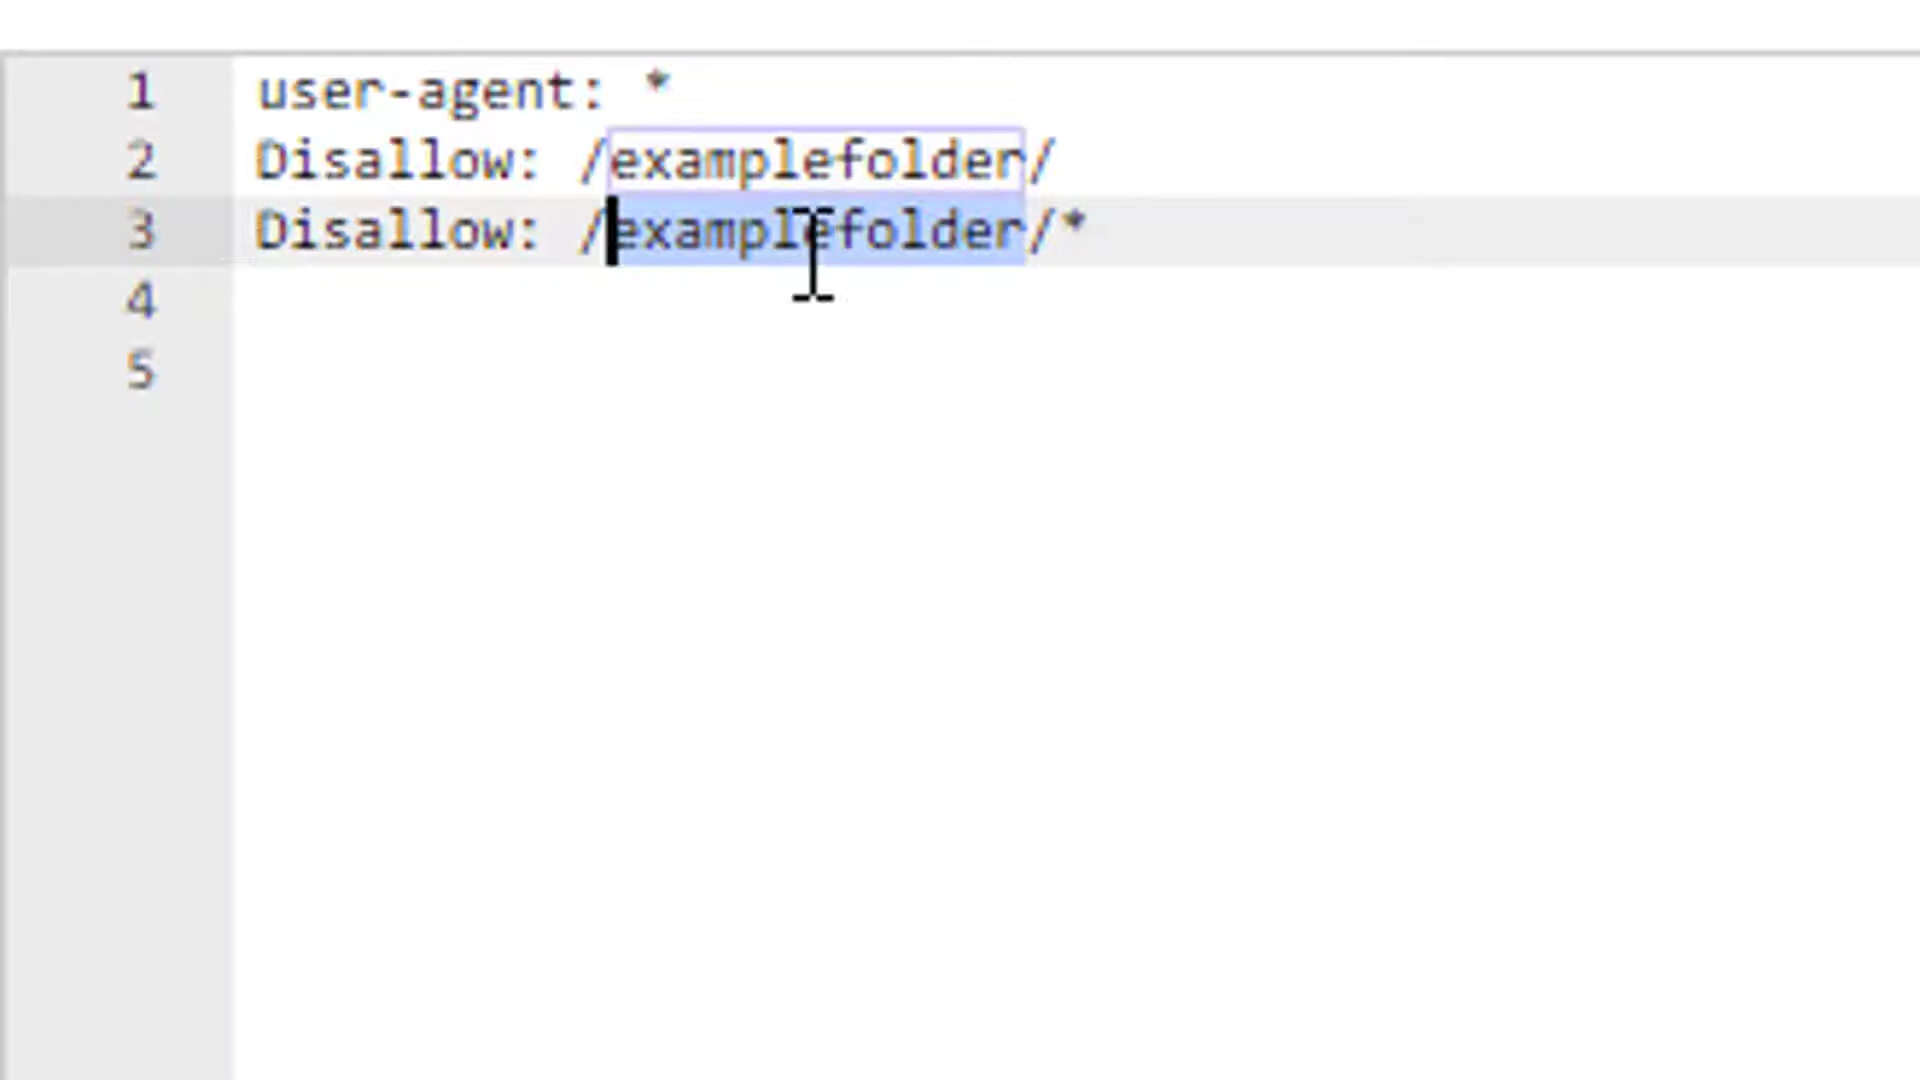 1 user-agent: *
2 Disallow: /examplefolder/
3 Disallow: /examplefolder/*
4
5